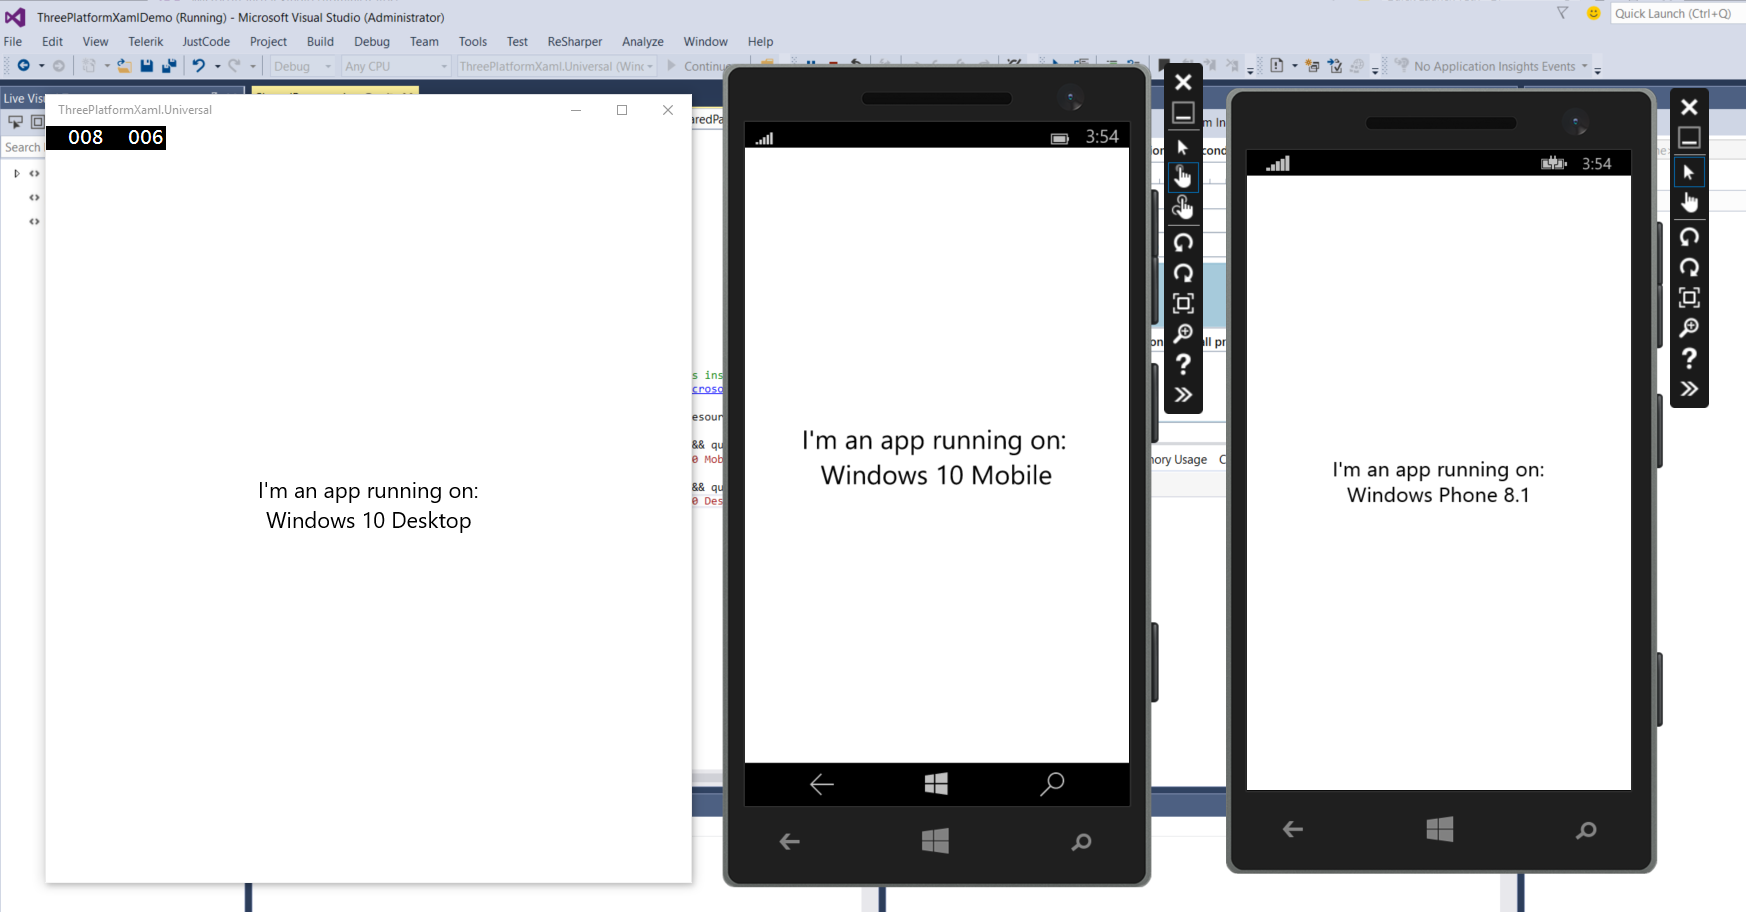 ThreePlatformXamlDemo (Running) - Microsoft Visual Studio (Administrator)
Quick Launch (Ctrl+Q)
File Edit View Telerik JustCode Project Build Debug Team Tools Test ReSharper Analyze Window Help
Debug Any CPU ThreePlatformXaml.Universal (Winc
No Application Insights Events
Live Vis
ThreePlatformXaml.Universal
008 006
Search
I'm an app running on:
Windows 10 Desktop
aredPa
s ins
croso
esour
&& qu
0 Mob
&& qu
0 Des
3:54
I'm an app running on:
Windows 10 Mobile
m In
econd
all pr
nory Usage
3:54
I'm an app running on:
Windows Phone 8.1